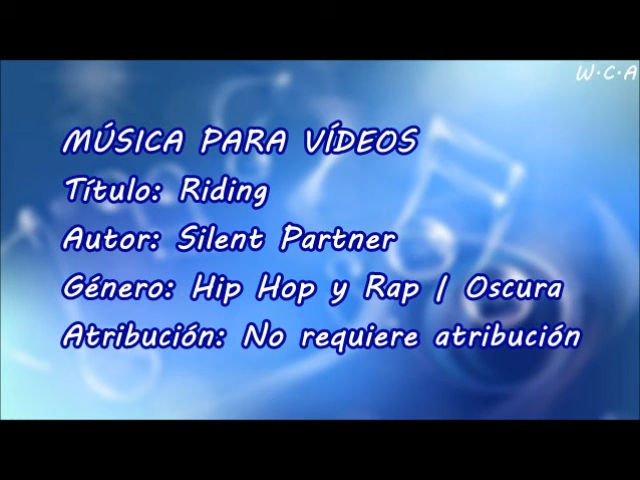 W·C·A
MÚSICA PARA VÍDEOS
Título: Riding
Autor: Silent Partner
Género: Hip Hop y Rap | Oscura
Atribución: No requiere atribución